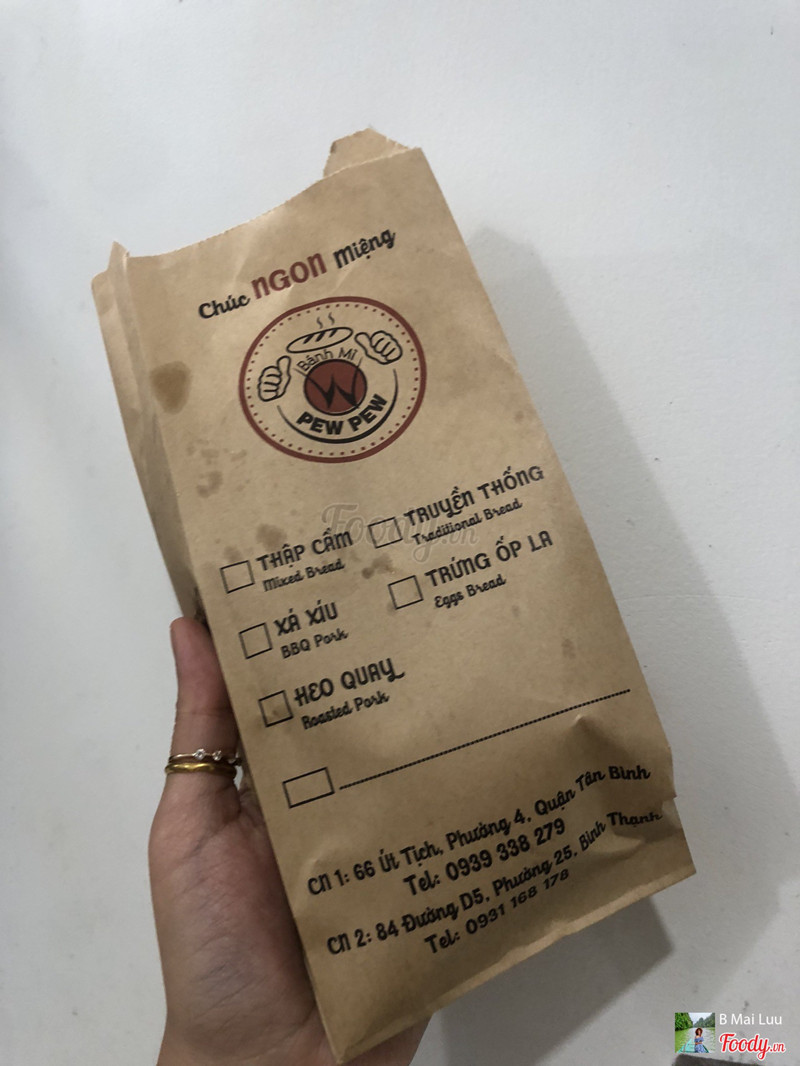 Chúc NGON Miệng
Bánh Mì
W
PEW PEW
THẬP CẨM
Mixed Bread
TRUYỀN THỐNG
Traditional Bread
XÁ XÍU
BBQ Pork
TRỨNG ỐP LA
Eggs Bread
HEO QUAY
Roasted Pork
CN 1: 66 Út Tịch, Phường 4, Quận Tân Bình
Tel: 0939 338 279
CN 2: 84 Đường D5, Phường 25, Bình Thạnh
Tel: 0931 168 178
Foody.vn
B Mai Luu
Foody.vn